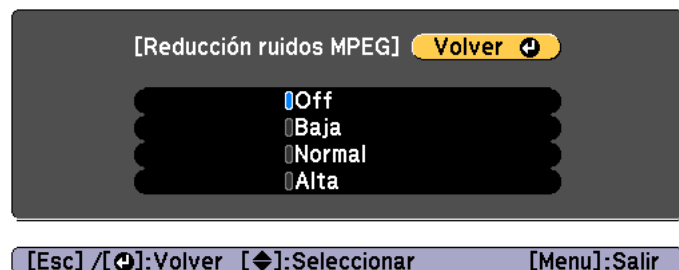 [Reducción ruidos MPEG] Volver
Off
Baja
Normal
Alta
[Esc] /[⏎]:Volver [◆]:Seleccionar [Menu]:Salir